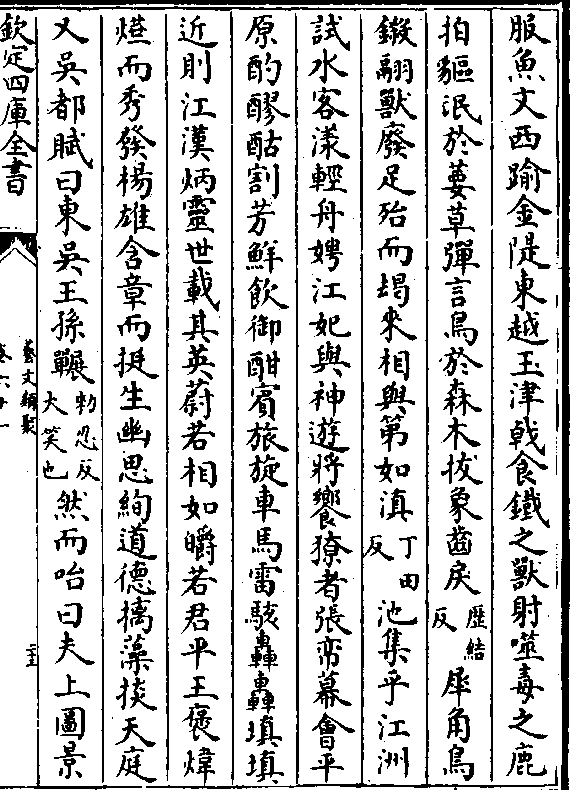 服魚文西踰金隄東越玉津戟食鐵之獸射噬毒之鹿
拍貙氓於葽草彈言鳥於森木拔象齒戾歴結反犀角鳥
鎩翮獸廢足殆而朅來相與第如滇丁田反池集乎江洲
試水客漾輕舟娉江妃與神遊將饗獠者張帟幕會平
原酌醪酤割芳鮮飲御酣賓旅旋車馬雷駭轟轟填填
近則江漢炳靈世載其英蔚若相如皭若君平王褒煒
煜而秀發楊雄含章而挺生幽思絢道德摛藻掞天庭
又吳都賦曰東吳王孫囅勑忍反大笑也然而咍曰夫上圖景
欽定四庫全書
藝文類聚
卷六十一